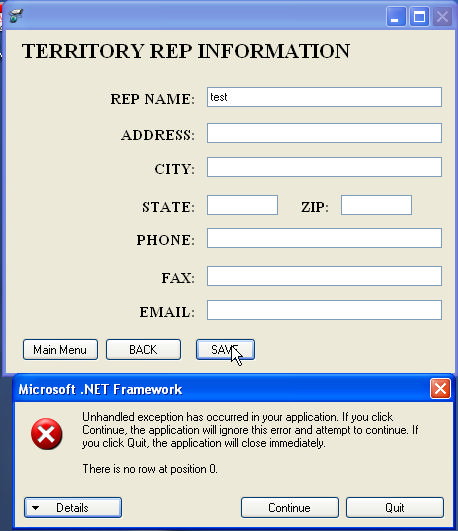 TERRITORY REP INFORMATION
REP NAME: test
ADDRESS:
CITY:
STATE: ZIP:
PHONE:
FAX:
EMAIL:
Main Menu BACK SAVE
Microsoft .NET Framework
Unhandled exception has occurred in your application. If you click
Continue, the application will ignore this error and attempt to continue. If
you click Quit, the application will close immediately.
There is no row at position 0.
Details Continue Quit